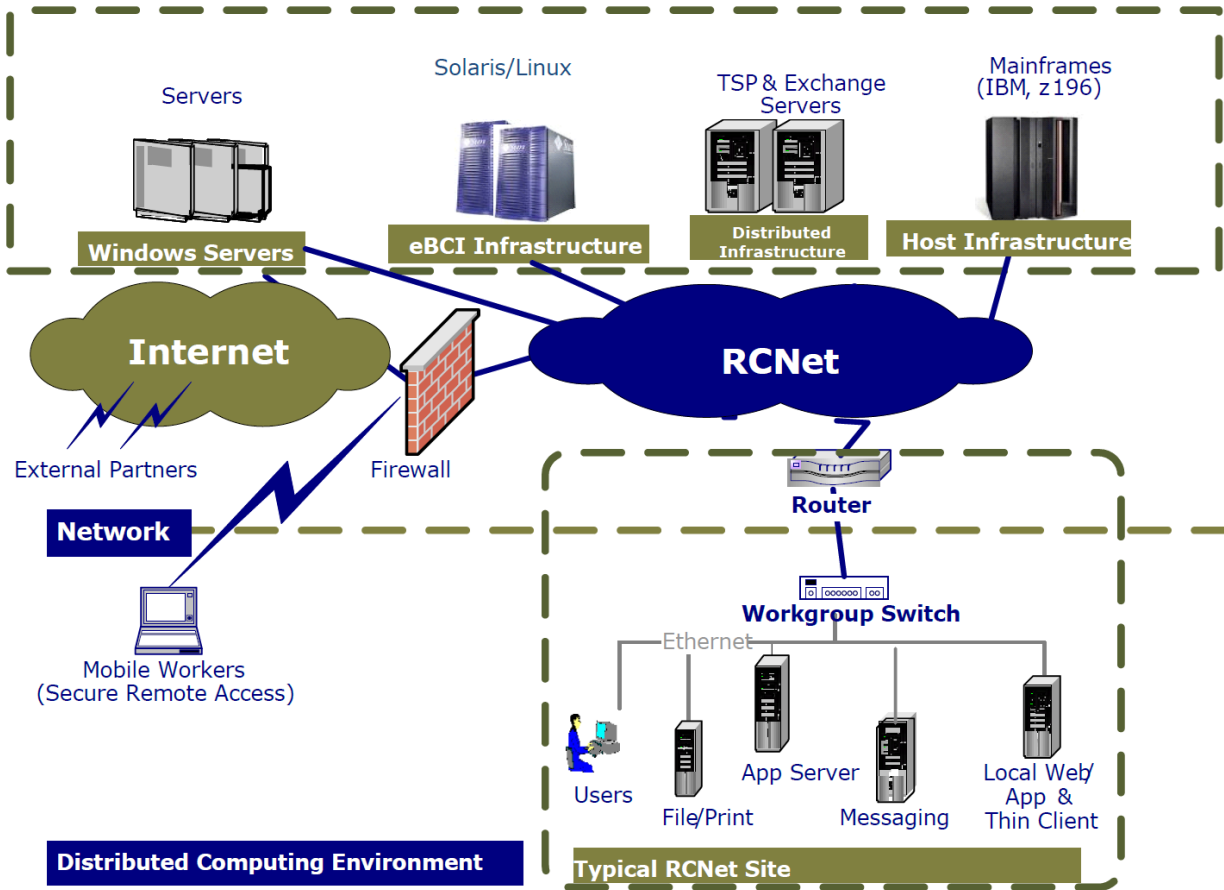 Servers
Solaris/Linux
TSP & Exchange
Servers
Mainframes
(IBM, z196)
Windows Servers
eBCI Infrastructure
Distributed
Infrastructure
Host Infrastructure
Internet
RCNet
External Partners
Firewall
Router
Network
Workgroup Switch
Ethernet
Mobile Workers
(Secure Remote Access)
Users
File/Print
App Server
Messaging
Local Web/
App &
Thin Client
Distributed Computing Environment
Typical RCNet Site